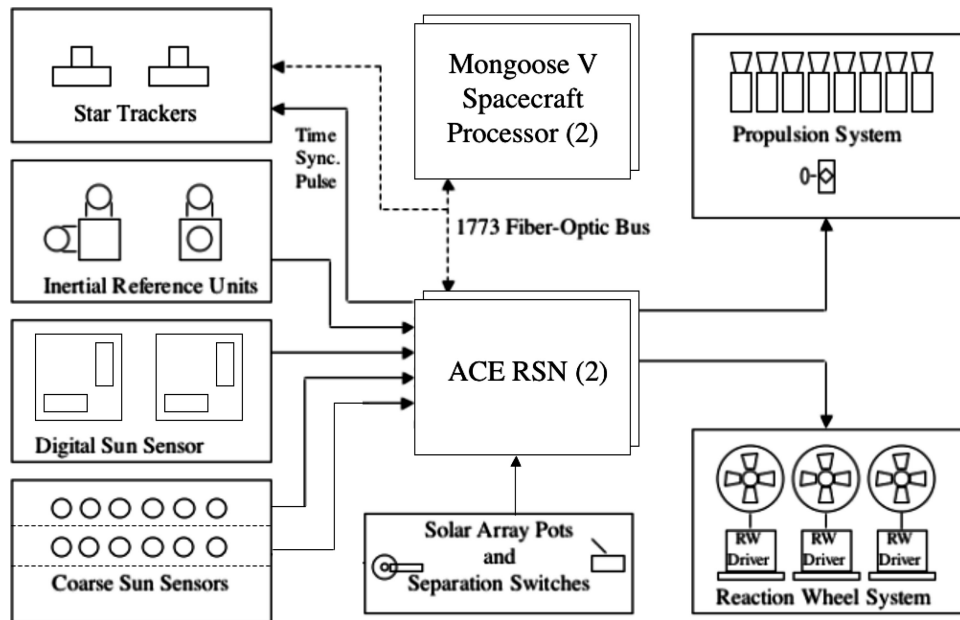 Star Trackers
Time
Sync.
Pulse
Inertial Reference Units
Digital Sun Sensor
Coarse Sun Sensors
Mongoose V
Spacecraft
Processor (2)
1773 Fiber-Optic Bus
ACE RSN (2)
Solar Array Pots
and
Separation Switches
Propulsion System
RW
Driver
RW
Driver
RW
Driver
Reaction Wheel System